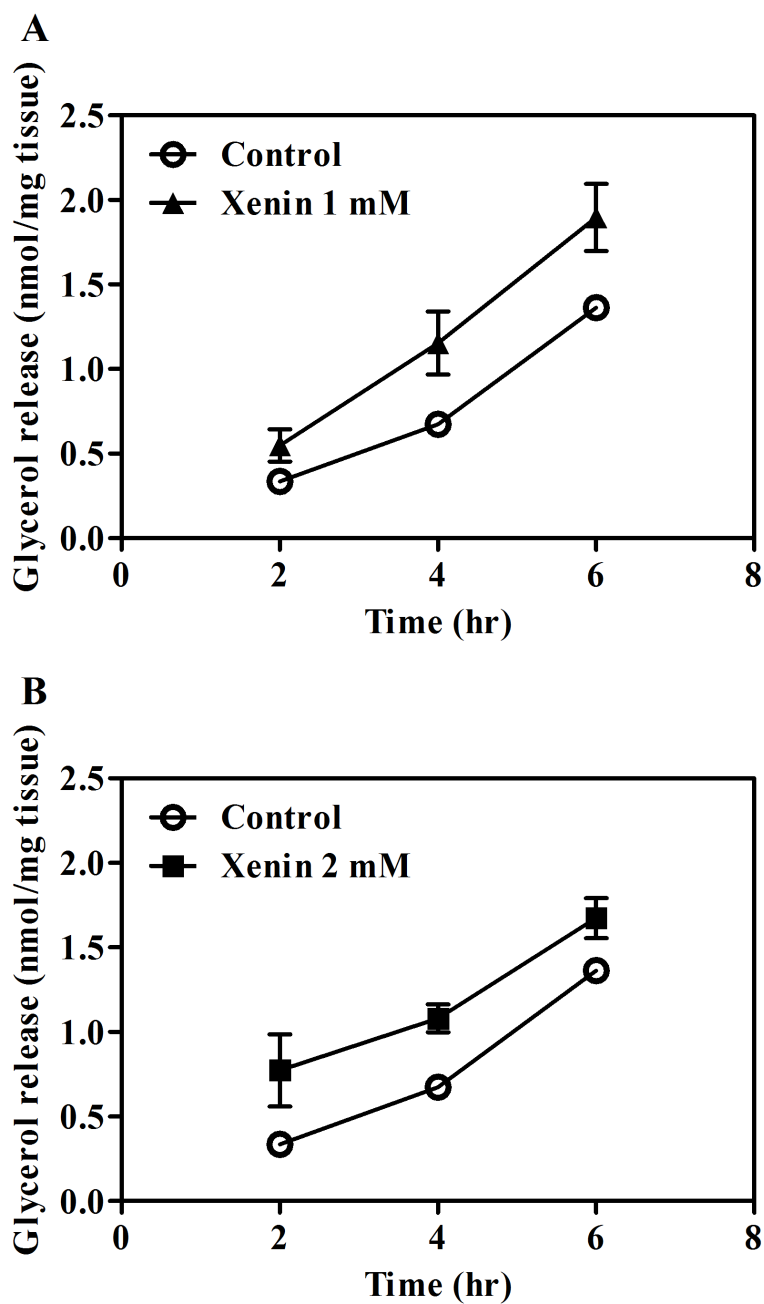 A
Glycerol release (nmol/mg tissue)
2.5
2.0
1.5
1.0
0.5
0.0
Control
Xenin 1 mM
0 2 4 6 8
Time (hr)
B
Glycerol release (nmol/mg tissue)
2.5
2.0
1.5
1.0
0.5
0.0
Control
Xenin 2 mM
0 2 4 6 8
Time (hr)